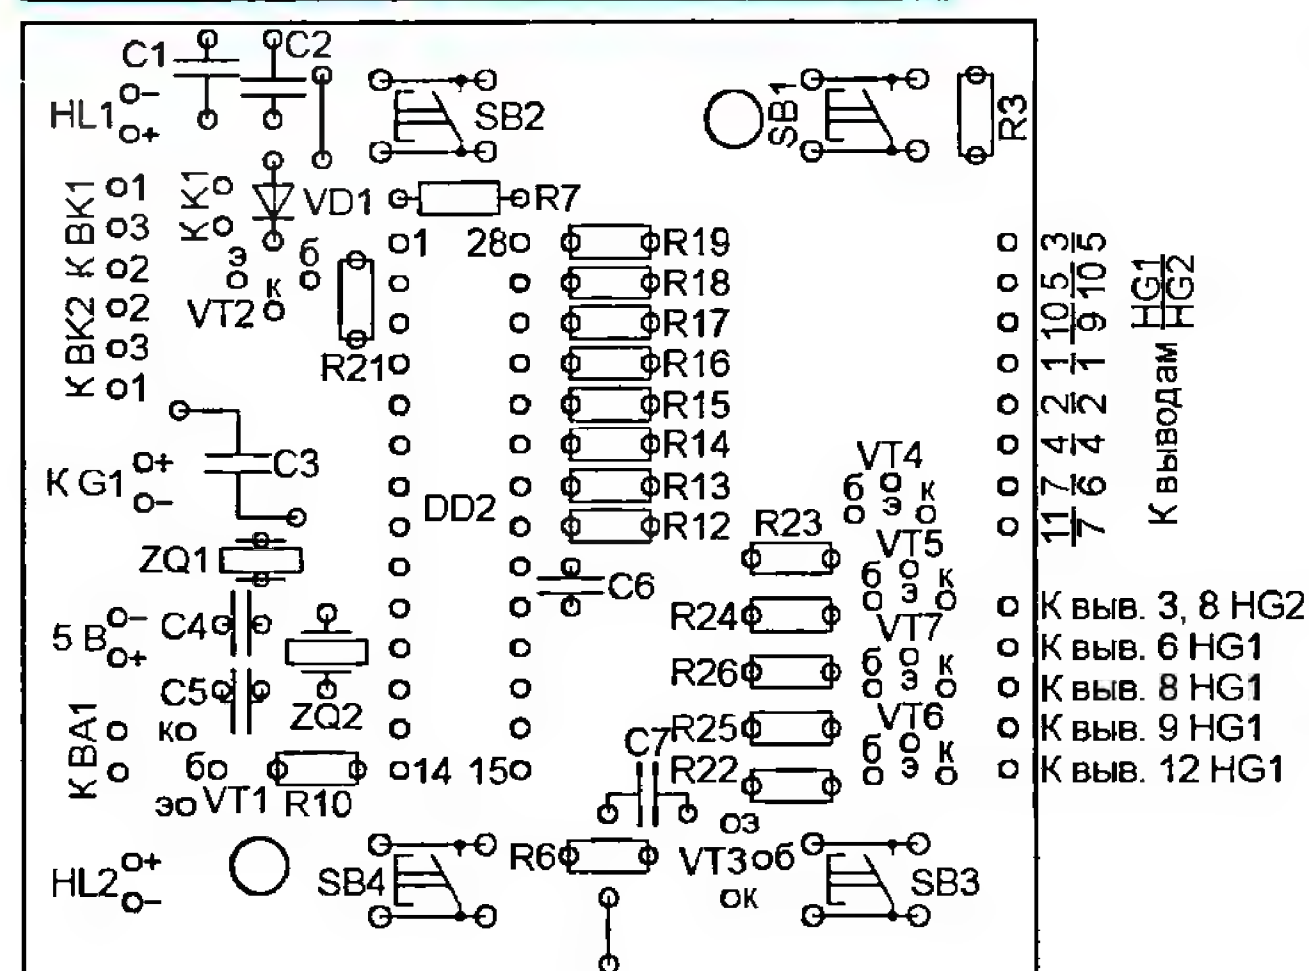 C1
C2
HL1
–
+
SB2
SB1
R3
К ВК1
1
3
2
К К1
VD1
R7
э
б
к
VT2
R21
К ВК2
2
3
1
1
28
R19
R18
R17
R16
R15
R14
R13
R12
3
5
5
10
10
9
1
1
2
2
4
4
7
6
11
7
HG1
HG2
К выводам
К G1
+
–
C3
DD2
VT4
б
э
к
ZQ1
R23
VT5
б
э
к
C6
5 В
–
+
C4
R24
VT7
б
э
к
К выв. 3, 8 HG2
К выв. 6 HG1
C5
ZQ2
R26
К выв. 8 HG1
К ВА1
к
б
э
VT1
R10
C7
R25
VT6
б
э
к
К выв. 9 HG1
14
15
R22
К выв. 12 HG1
HL2
+
–
SB4
R6
э
VT3
б
к
SB3